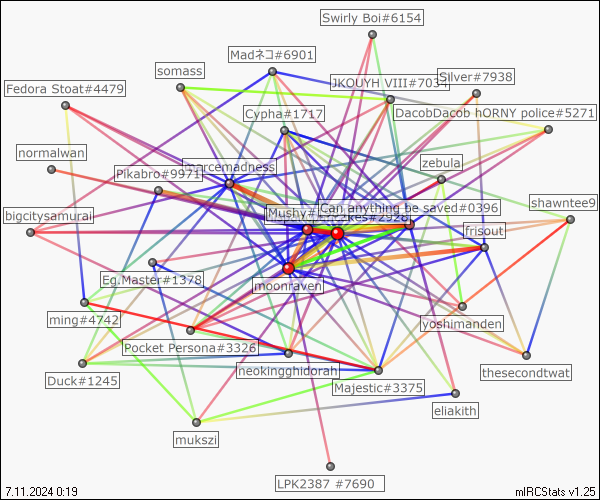 Swirly Boi#6154
Madネコ#6901
somass
JKOUYH VIII#7034
Silver#7938
Fedora Stoat#4479
Cypha#1717
DacobDacob hORNY police#5271
normalwan
marcemadness
zebula
Pikabro#9971
shawntee9
bigcitysamurai
Mushy#
Can anything be saved#0396
kes#2928
frisout
Eg.Master#1378
moonraven
ming#4742
yoshimanden
Pocket Persona#3326
neokingghidorah
thesecondtwat
Duck#1245
Majestic#3375
eliakith
mukszi
LPK2387 #7690
7.11.2024 0:19
mIRCStats v1.25